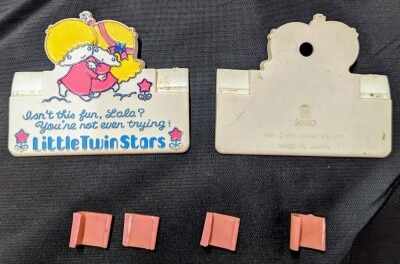 Isn't this fun, Lala?
You're not even trying!
LittleTwinStars